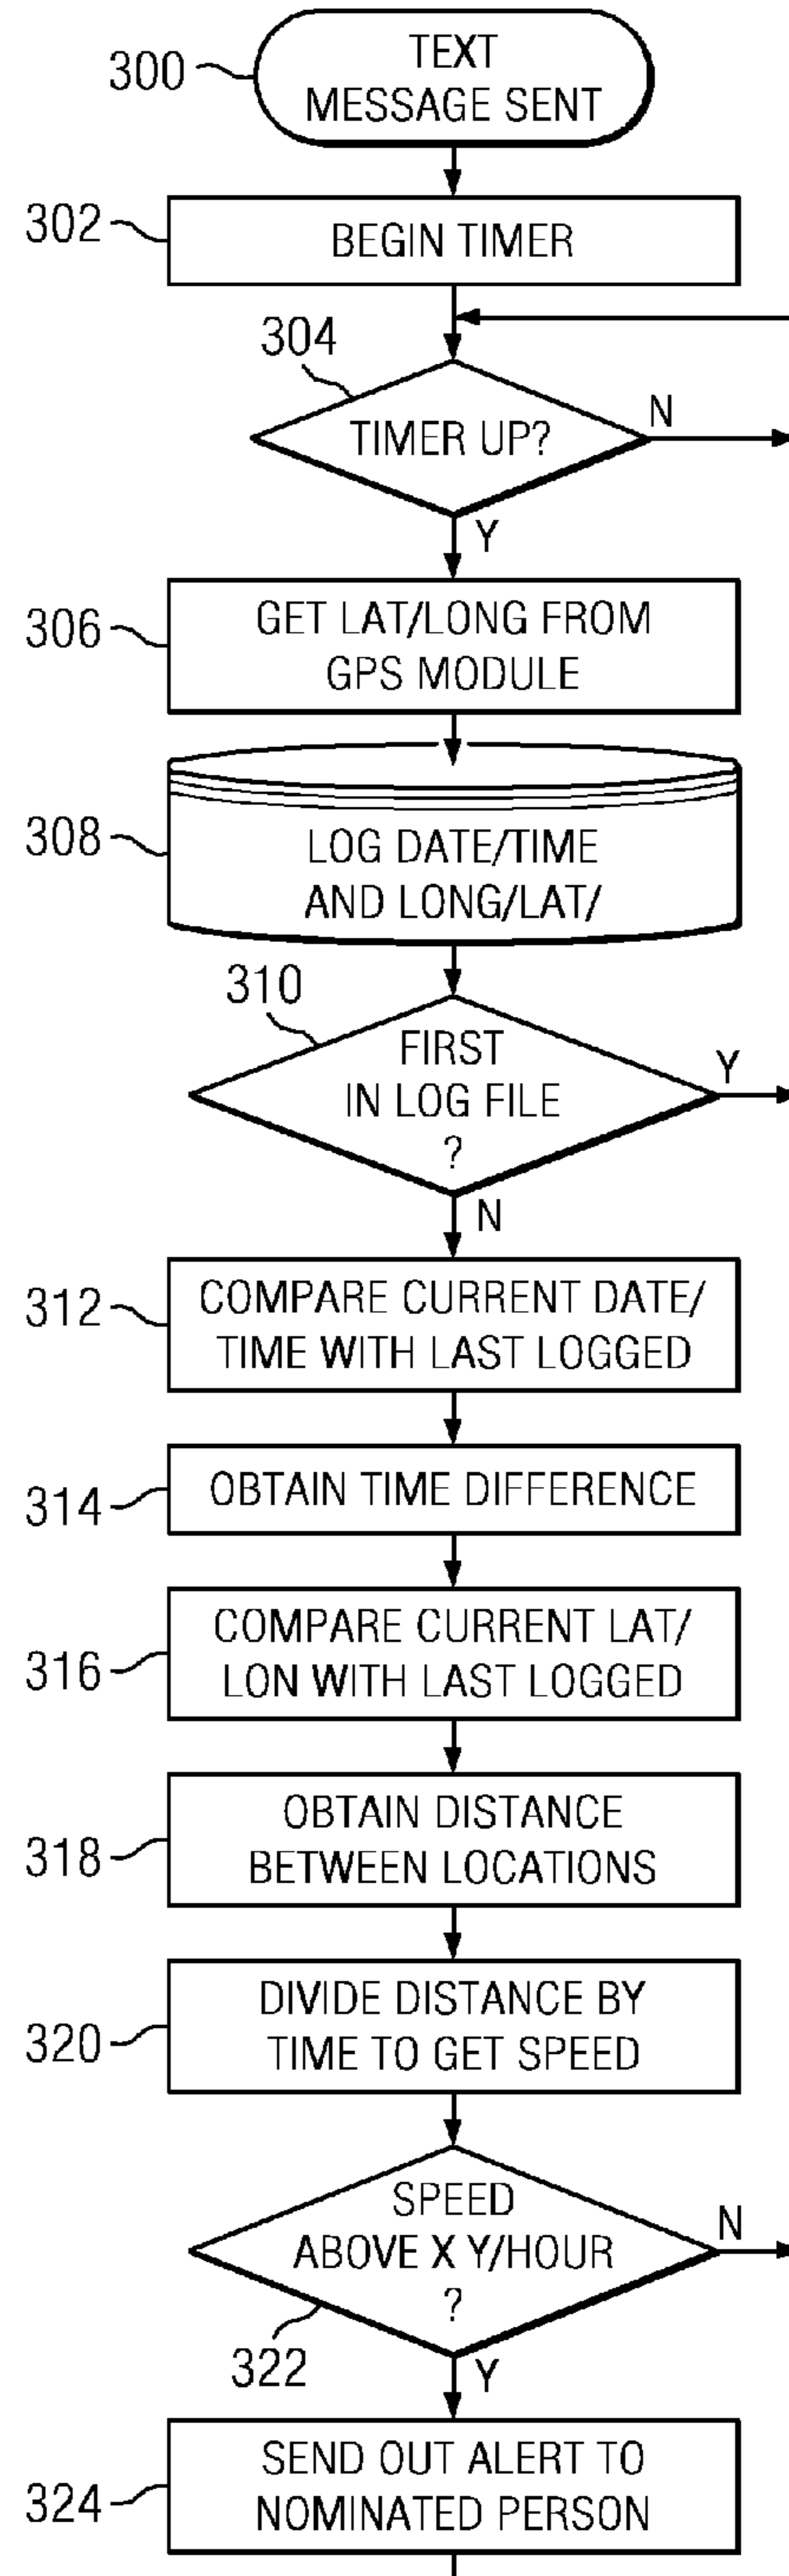 300
TEXT
MESSAGE SENT
302
BEGIN TIMER
304
TIMER UP?
N
Y
306
GET LAT/LONG FROM
GPS MODULE
308
LOG DATE/TIME
AND LONG/LAT/
310
FIRST
IN LOG FILE
?
Y
N
312
COMPARE CURRENT DATE/
TIME WITH LAST LOGGED
314
OBTAIN TIME DIFFERENCE
316
COMPARE CURRENT LAT/
LON WITH LAST LOGGED
318
OBTAIN DISTANCE
BETWEEN LOCATIONS
320
DIVIDE DISTANCE BY
TIME TO GET SPEED
SPEED
ABOVE X Y/HOUR
?
N
322
Y
324
SEND OUT ALERT TO
NOMINATED PERSON